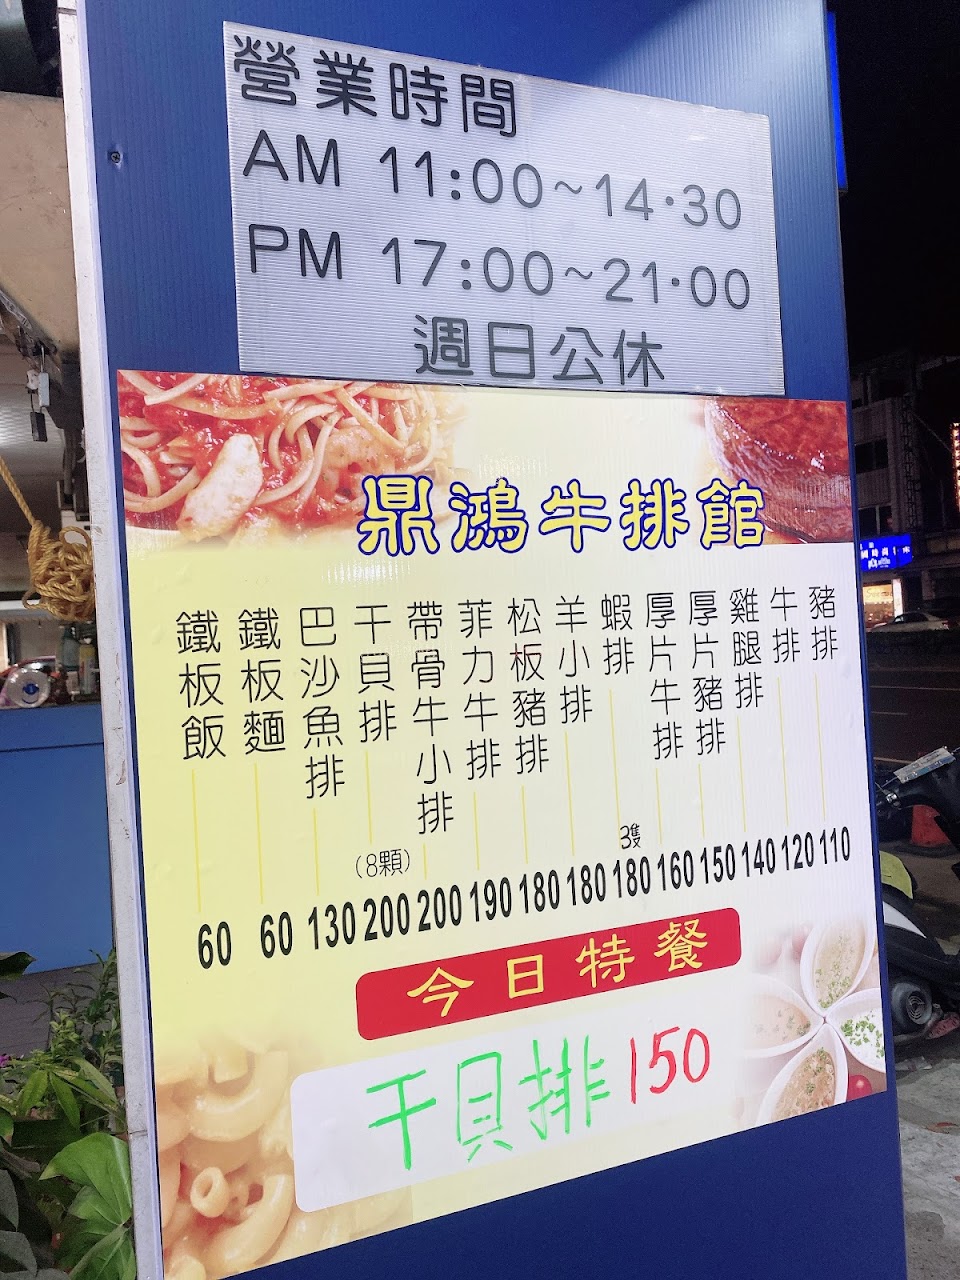 營業時間
AM 11:00~14:30
PM 17:00~21:00
週日公休
鼎鴻牛排館
豬排 110
牛排 120
雞腿排 140
厚片豬排 150
厚片牛排 160
蝦排 3隻 180
羊小排 180
松板豬排 180
菲力牛排 190
帶骨牛小排 200
干貝排 (8顆) 200
巴沙魚排 130
鐵板麵 60
鐵板飯 60
今日特餐
干貝排 150